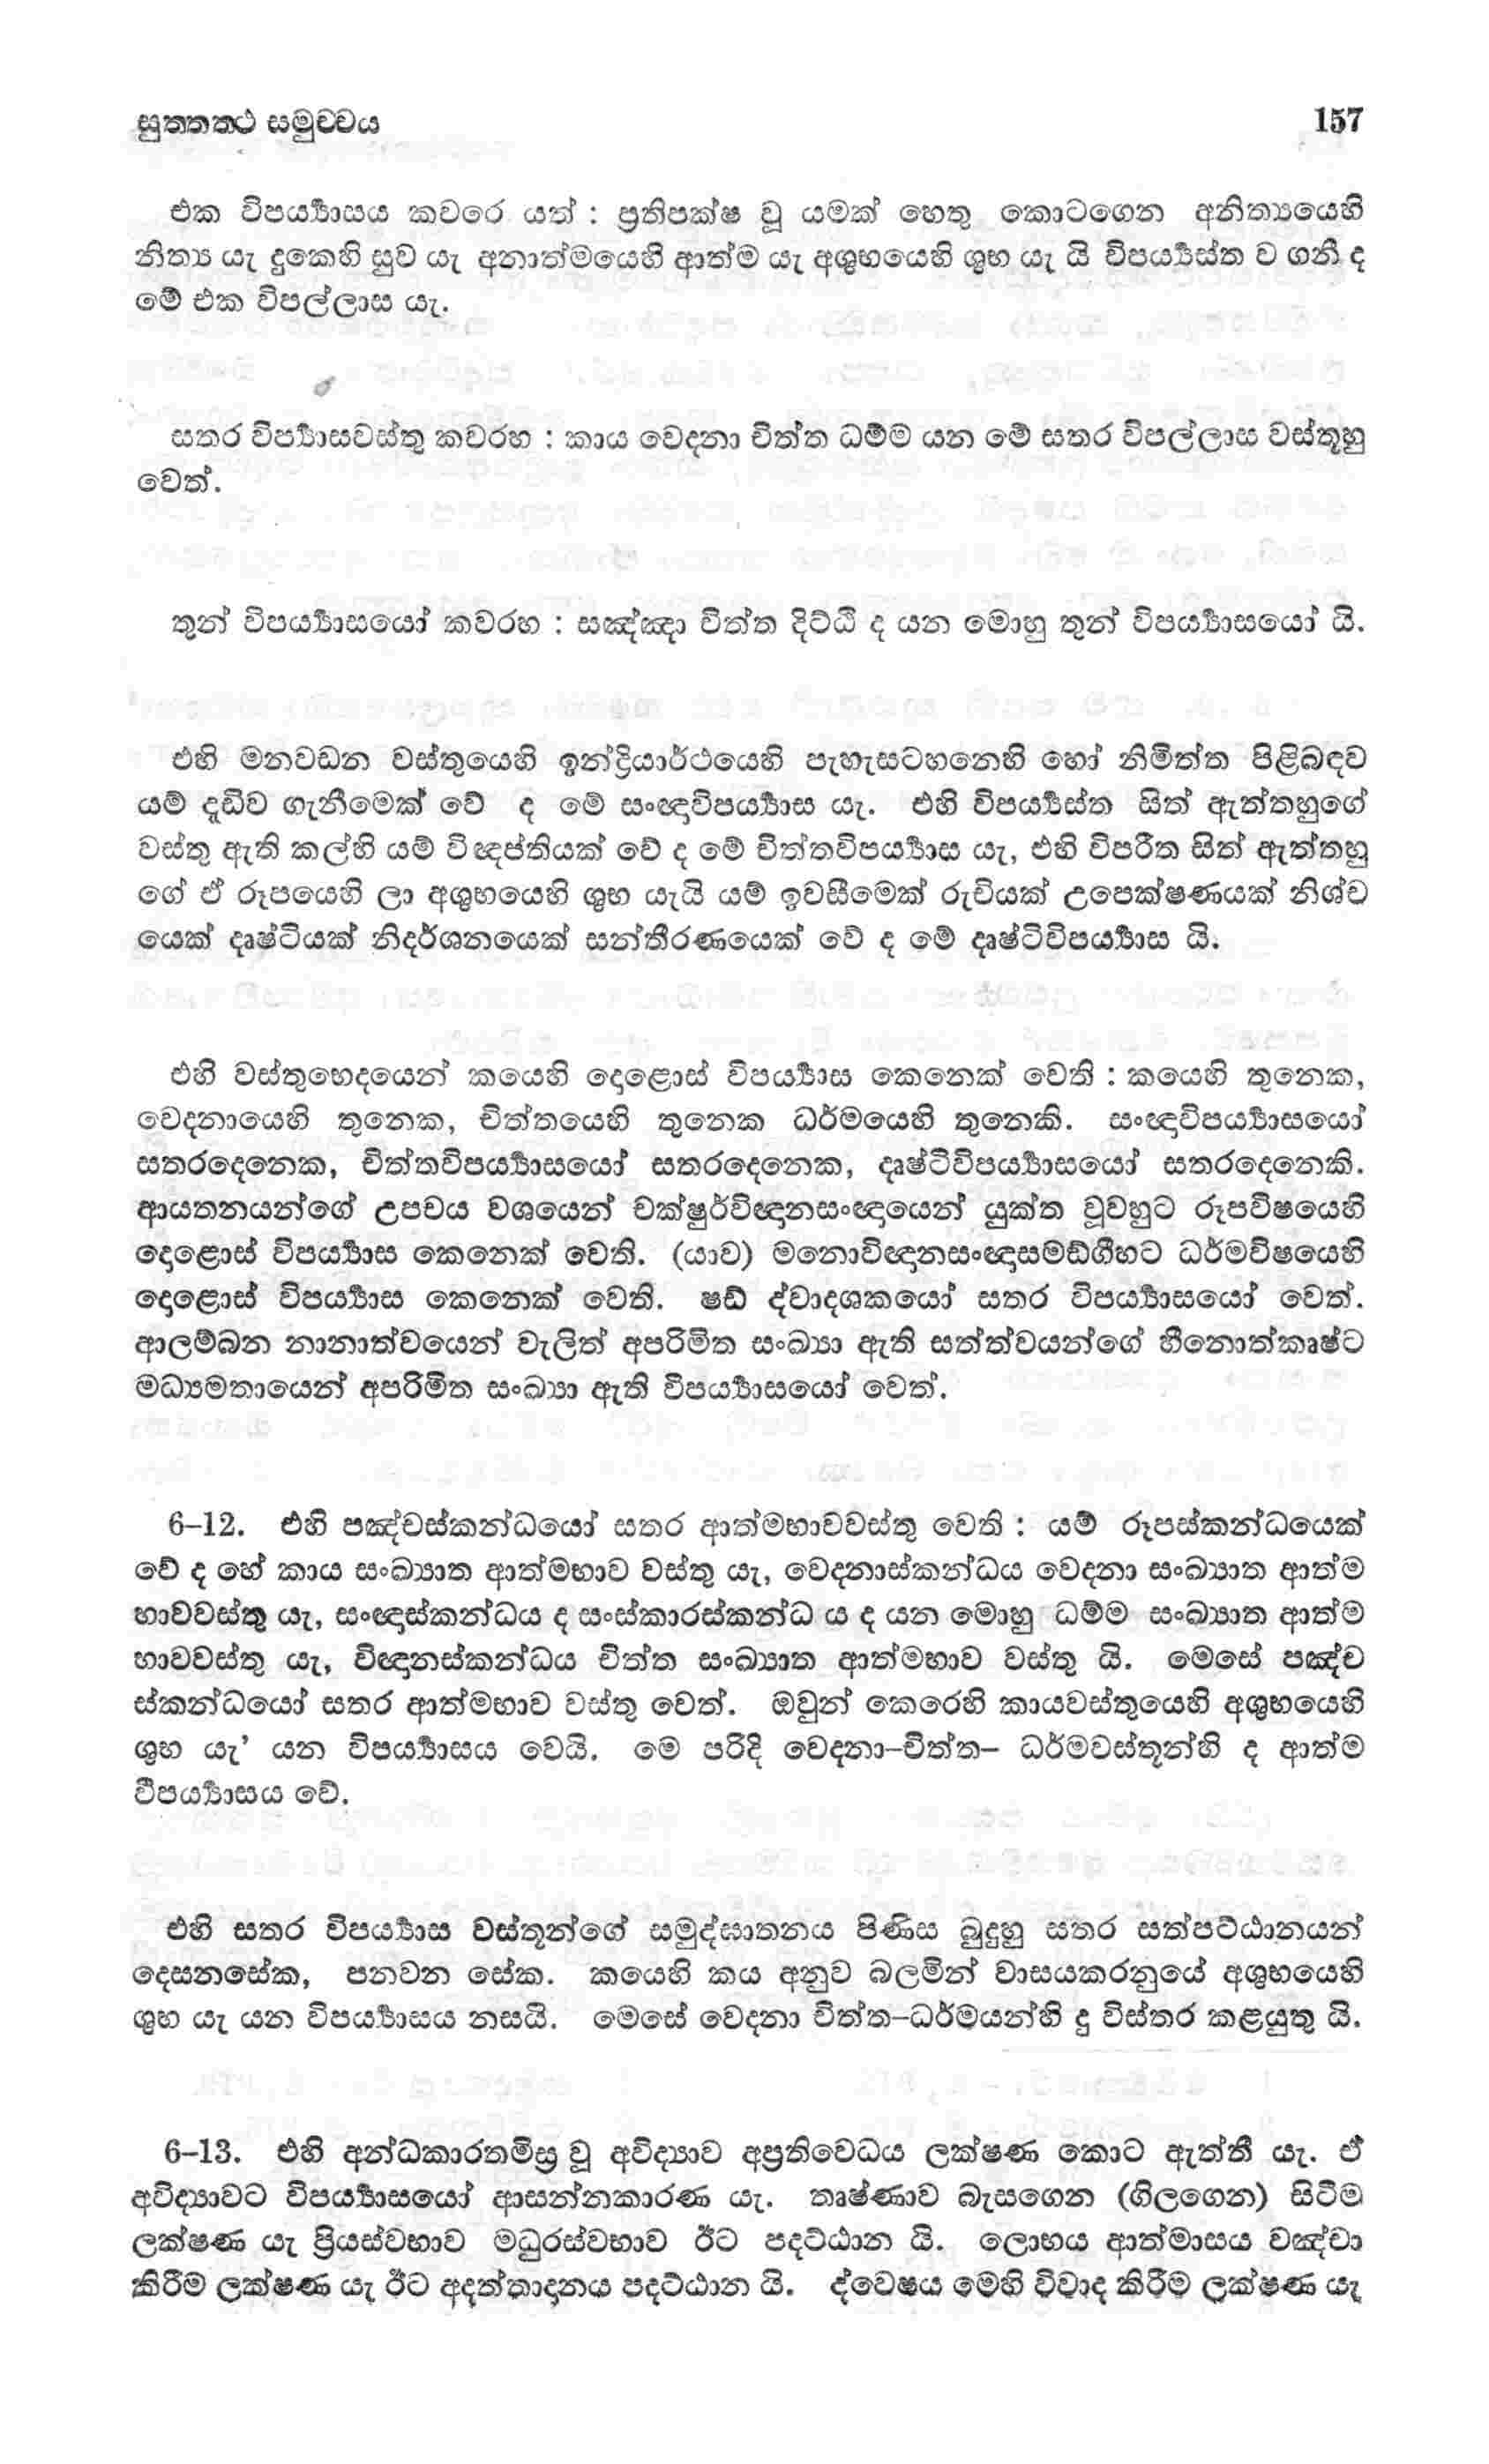 සුත්තත්ථ සමුච්චය 157
එක විපර්‍ය්‍යාසය කවරෙ යත් : ප්‍රතිපක්ෂ වූ යමක් හෙතු කොටගෙන අනිත්‍යයෙහි
නිත්‍ය යැ දුකෙහි සුව යැ අනාත්මයෙහි ආත්ම යැ අශුභයෙහි ශුභ යැ යි විපර්‍ය්‍යස්ත ව ගනී ද
මේ එක විපල්ලාස යැ.
සතර විපර්‍ය්‍යාසවස්තු කවරහ : කාය වෙදනා චිත්ත ධම්ම යන මේ සතර විපල්ලාස වස්තූහු
වෙත්.
තුන් විපර්‍ය්‍යාසයෝ කවරහ : සඤ්ඤා චිත්ත දිට්ඨි ද යන මොහු තුන් විපර්‍ය්‍යාසයෝ යි.
එහි මනවඩන වස්තුයෙහි ඉන්ද්‍රියාර්ථයෙහි පැහැසටහනෙහි හෝ නිමිත්ත පිළිබඳව
යම් දැඩිව ගැනීමෙක් වේ ද මේ සංඥාවිපර්‍ය්‍යාස යැ. එහි විපර්‍ය්‍යස්ත සිත් ඇත්තහුගේ
වස්තු ඇති කල්හි යම් විඥප්තියක් වේ ද මේ චිත්තවිපර්‍ය්‍යාස යැ, එහි විපරීත සිත් ඇත්තහු
ගේ ඒ රූපයෙහි ලා අශුභයෙහි ශුභ යැයි යම් ඉවසීමෙක් රුචියක් උපෙක්ෂණයක් නිශ්ච
යෙක් දෘෂ්ටියක් නිදර්ශනයෙක් සන්තීරණයෙක් වේ ද මේ දෘෂ්ටිවිපර්‍ය්‍යාස යි.
එහි වස්තුභෙදයෙන් කයෙහි දොළොස් විපර්‍ය්‍යාස කෙනෙක් වෙති : කයෙහි තුනෙක,
වෙදනායෙහි තුනෙක, චිත්තයෙහි තුනෙක ධර්මයෙහි තුනෙකි. සංඥාවිපර්‍ය්‍යාසයෝ
සතරදෙනෙක, චිත්තවිපර්‍ය්‍යාසයෝ සතරදෙනෙක, දෘෂ්ටිවිපර්‍ය්‍යාසයෝ සතරදෙනෙකි.
ආයතනයන්ගේ උපචය වශයෙන් චක්ෂුර්විඥානසංඥායෙන් යුක්ත වූවහුට රූපවිෂයෙහි
දොළොස් විපර්‍ය්‍යාස කෙනෙක් වෙති. (යාව) මනොවිඥානසංඥාසමඞ්ගීහට ධර්මවිෂයෙහි
දොළොස් විපර්‍ය්‍යාස කෙනෙක් වෙති. ෂඩ් ද්වාදශකයෝ සතර විපර්‍ය්‍යාසයෝ වෙත්.
ආලම්බන නානාත්වයෙන් වැලිත් අපරිමිත සංඛ්‍යා ඇති සත්ත්වයන්ගේ හීනොත්කෘෂ්ට
මධ්‍යමතායෙන් අපරිමිත සංඛ්‍යා ඇති විපර්‍ය්‍යාසයෝ වෙත්.
6–12. එහි පඤ්චස්කන්ධයෝ සතර ආත්මභාවවස්තු වෙති : යම් රූපස්කන්ධයෙක්
වේ ද හේ කාය සංඛ්‍යාත ආත්මභාව වස්තු යැ, වෙදනාස්කන්ධය වෙදනා සංඛ්‍යාත ආත්ම
භාවවස්තු යැ, සංඥාස්කන්ධය ද සංස්කාරස්කන්ධ ය ද යන මොහු ධම්ම සංඛ්‍යාත ආත්ම
භාවවස්තු යැ, විඥානස්කන්ධය චිත්ත සංඛ්‍යාත ආත්මභාව වස්තු යි. මෙසේ පඤ්ච
ස්කන්ධයෝ සතර ආත්මභාව වස්තු වෙත්. ඔවුන් කෙරෙහි කායවස්තුයෙහි අශුභයෙහි
ශුභ යැ’ යන විපර්‍ය්‍යාසය වෙයි. මෙ පරිදි වෙදනා–චිත්ත– ධර්මවස්තූන්හි ද ආත්ම
විපර්‍ය්‍යාසය වේ.
එහි සතර විපර්‍ය්‍යාස වස්තූන්ගේ සමුද්ඝාතනය පිණිස බුදුහු සතර සත්පට්ඨානයන්
දෙසනසේක, පනවන සේක. කයෙහි කය අනුව බලමින් වාසයකරනුයේ අශුභයෙහි
ශුභ යැ යන විපර්‍ය්‍යාසය නසයි. මෙසේ වෙදනා චිත්ත–ධර්මයන්හි දු විස්තර කළයුතු යි.
6–13. එහි අන්ධකාරතමිස්‍ර වූ අවිද්‍යාව අප්‍රතිවෙධය ලක්ෂණ කොට ඇත්තී යැ. ඒ
අවිද්‍යාවට විපර්‍ය්‍යාසයෝ ආසන්නකාරණ යැ. තෘෂ්ණාව බැසගෙන (ගිලගෙන) සිටීම
ලක්ෂණ යැ ප්‍රියස්වභාව මධුරස්වභාව ඊට පදට්ඨාන යි. ලොභය ආත්මාසය වඤ්චා
කිරීම ලක්ෂණ යැ ඊට අදත්තාදානය පදට්ඨාන යි. ද්වෙෂය මෙහි විවාද කිරීම ලක්ෂණ යැ